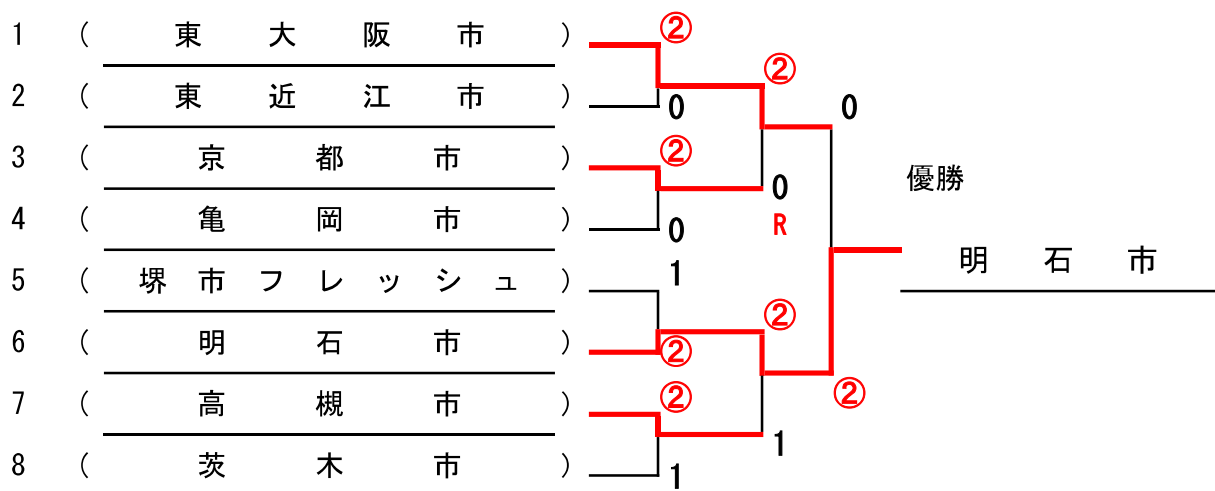 1 ( 東 大 阪 市 ) ②
②
2 ( 東 近 江 市 ) 0 0
3 ( 京 都 市 ) ②
0 優勝
4 ( 亀 岡 市 ) 0 R
明 石 市
5 ( 堺 市 フ レ ッ シ ュ ) 1
②
6 ( 明 石 市 ) ②
7 ( 高 槻 市 ) ② ②
1
8 ( 茨 木 市 ) 1